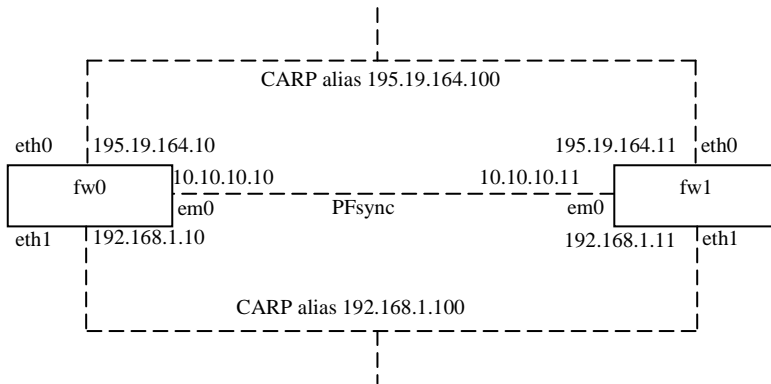 CARP alias 195.19.164.100
eth0 195.19.164.10 195.19.164.11 eth0
fw0 10.10.10.10 10.10.10.11 fw1
em0 PFsync em0
eth1 192.168.1.10 192.168.1.11 eth1
CARP alias 192.168.1.100